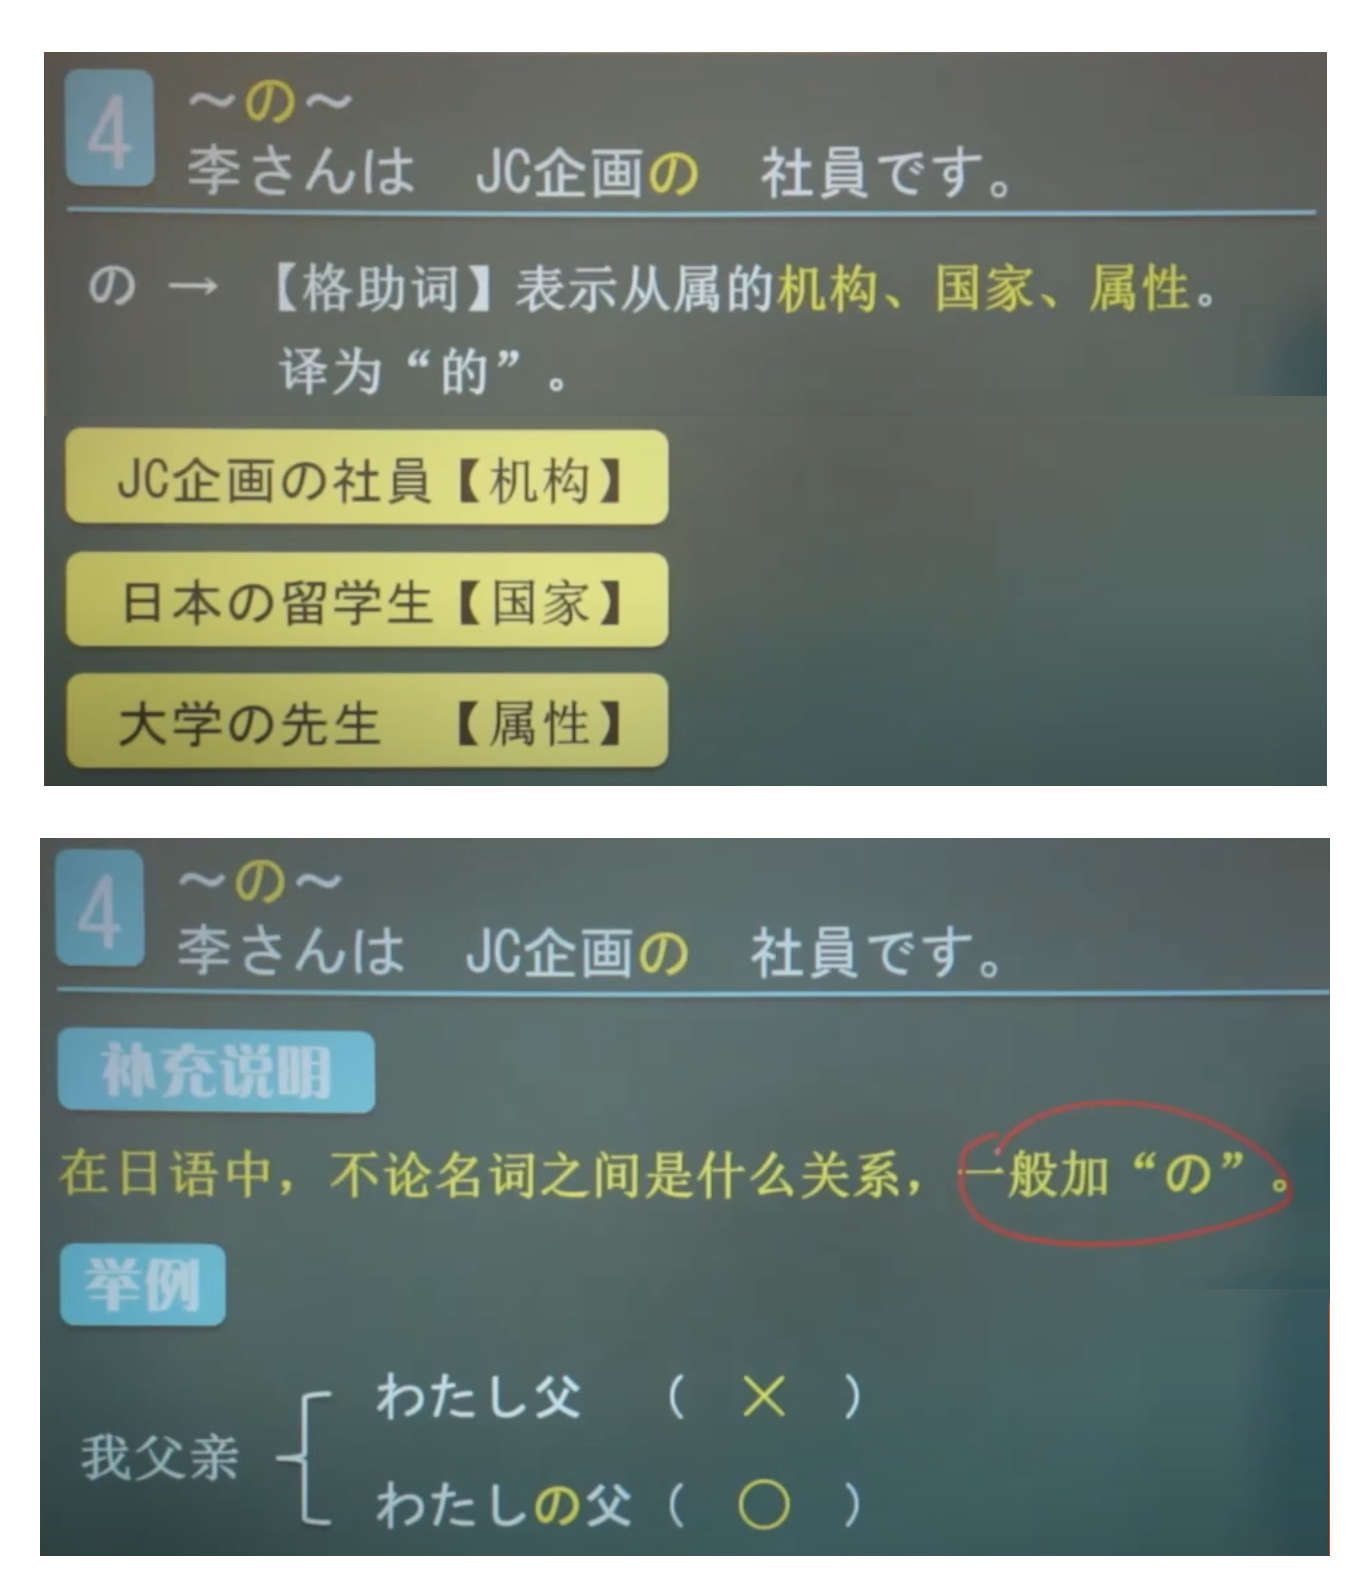 4
～の～
李さんは　JC企画の　社員です。
の → 【格助词】表示从属的机构、国家、属性。
译为“的”。
JC企画の社員【机构】
日本の留学生【国家】
大学の先生　【属性】
4
～の～
李さんは　JC企画の　社員です。
补充说明
在日语中，不论名词之间是什么关系，一般加“の”。
举例
わたし父　（　×　）
我父亲
わたしの父（　○　）